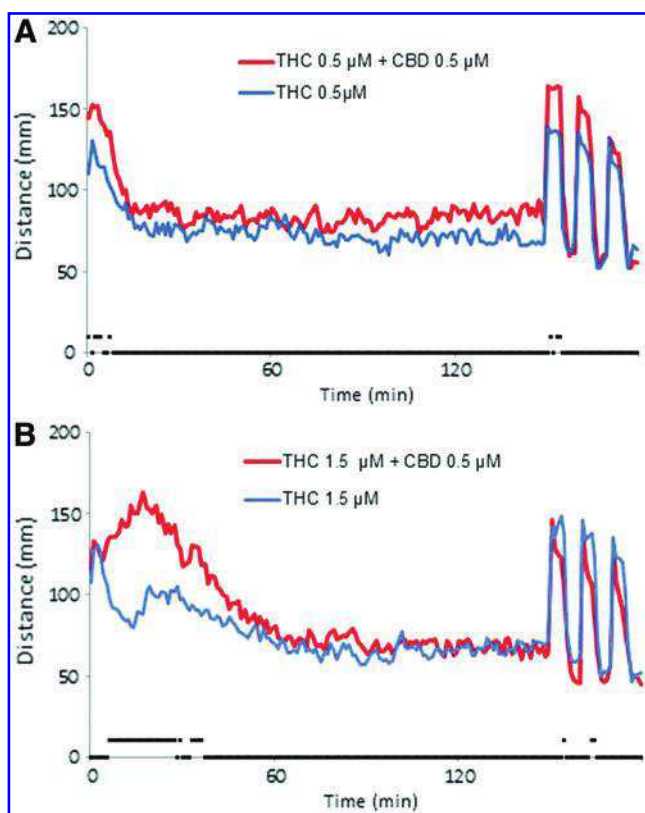 A
200
THC 0.5 µM + CBD 0.5 µM
THC 0.5µM
150
Distance (mm)
100
50
0
0
60
120
Time (min)
B
200
THC 1.5 µM + CBD 0.5 µM
THC 1.5 µM
150
Distance (mm)
100
50
0
0
60
120
Time (min)